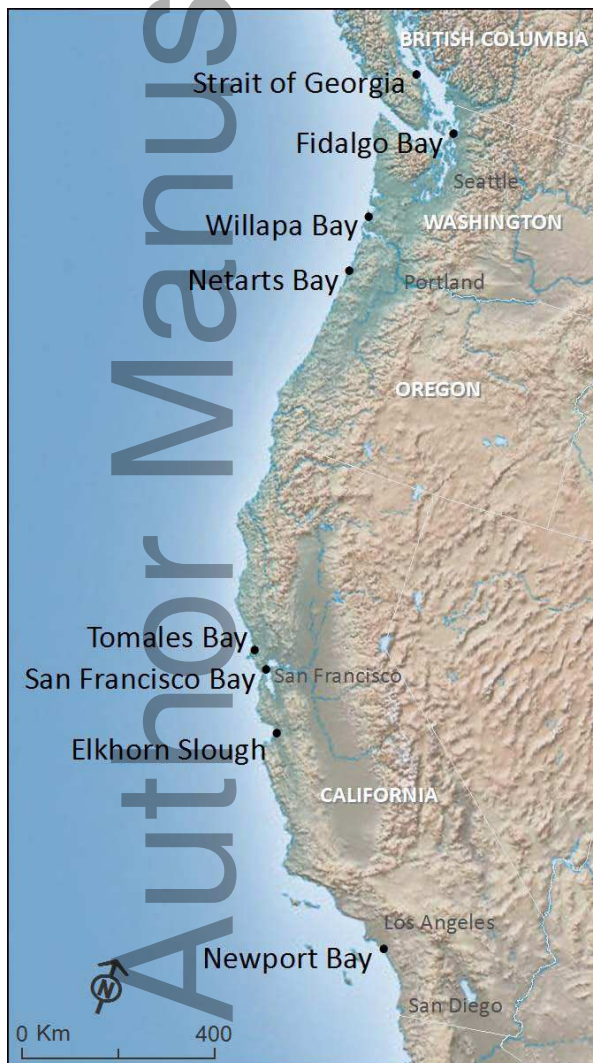 BRITISH COLUMBIA
Strait of Georgia
Fidalgo Bay
Seattle
Willapa Bay
WASHINGTON
Netarts Bay
Portland
OREGON
Tomales Bay
San Francisco Bay
San Francisco
Elkhorn Slough
CALIFORNIA
Los Angeles
Newport Bay
San Diego
N
0 Km 400
Author Manus